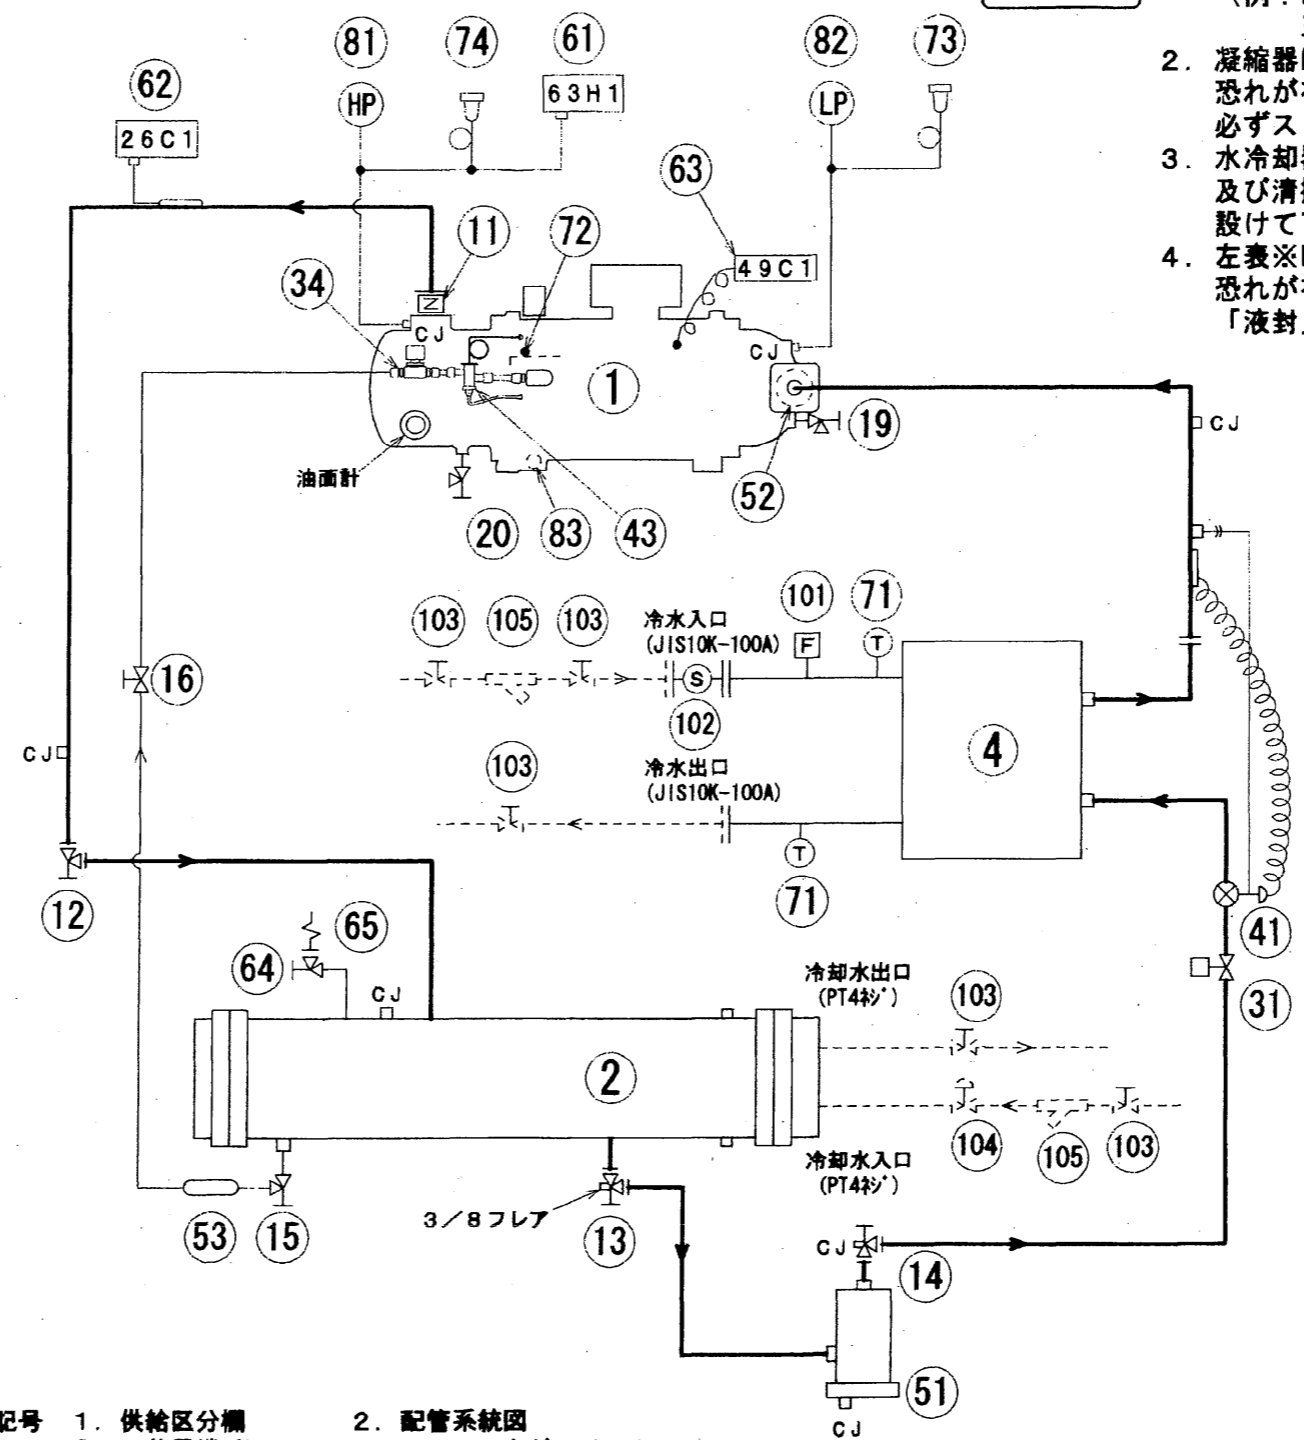 (例:
2. 凝縮器
恐れが
必ずス
3. 水冷却
及び清
設けて
4. 左表※
恐れが
「液封」
81
74
61
82
73
62
HP
63H1
LP
26C1
63
11
72
49C1
34
CJ
CJ
1
19
CJ
油面計
52
20
83
43
103
105
103
冷水入口
(JIS10K-100A)
101
71
F
T
16
S
102
4
CJ
103
冷水出口
(JIS10K-100A)
T
12
71
65
41
64
CJ
冷却水出口
(PT4ネジ)
103
31
2
104
105
103
冷却水入口
(PT4ネジ)
53
15
3/8フレア
13
CJ
14
51
CJ
記号 1. 供給区分欄 2. 配管系統図